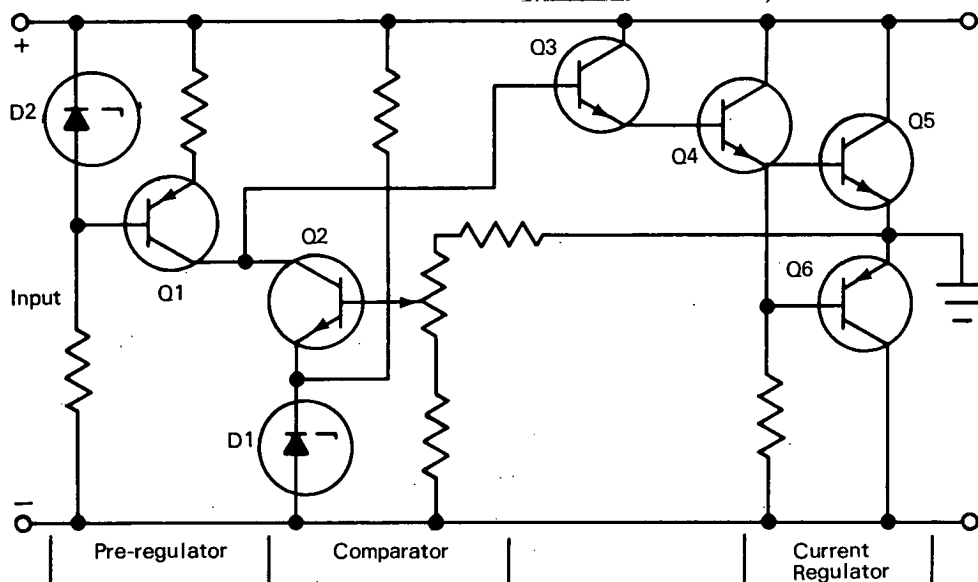 +
D2
Q3
Q5
Q4
Q2
Q1
Input
Q6
D1
−
Pre-regulator
Comparator
Current
Regulator